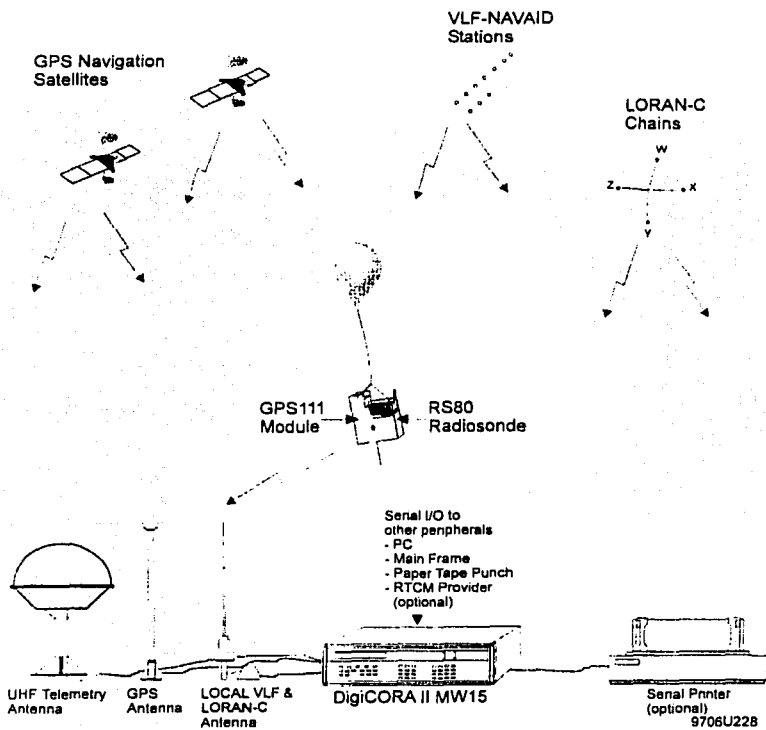 VLF-NAVAID
Stations
GPS Navigation
Satellites
LORAN-C
Chains
W
Z
X
Y
GPS111
Module
RS80
Radiosonde
Serial I/O to
other peripherals
- PC
- Main Frame
- Paper Tape Punch
- RTCM Provider
(optional)
UHF Telemetry
Antenna
GPS
Antenna
LOCAL VLF &
LORAN-C
Antenna
DigiCORA II MW15
Serial Printer
(optional)
9706U228